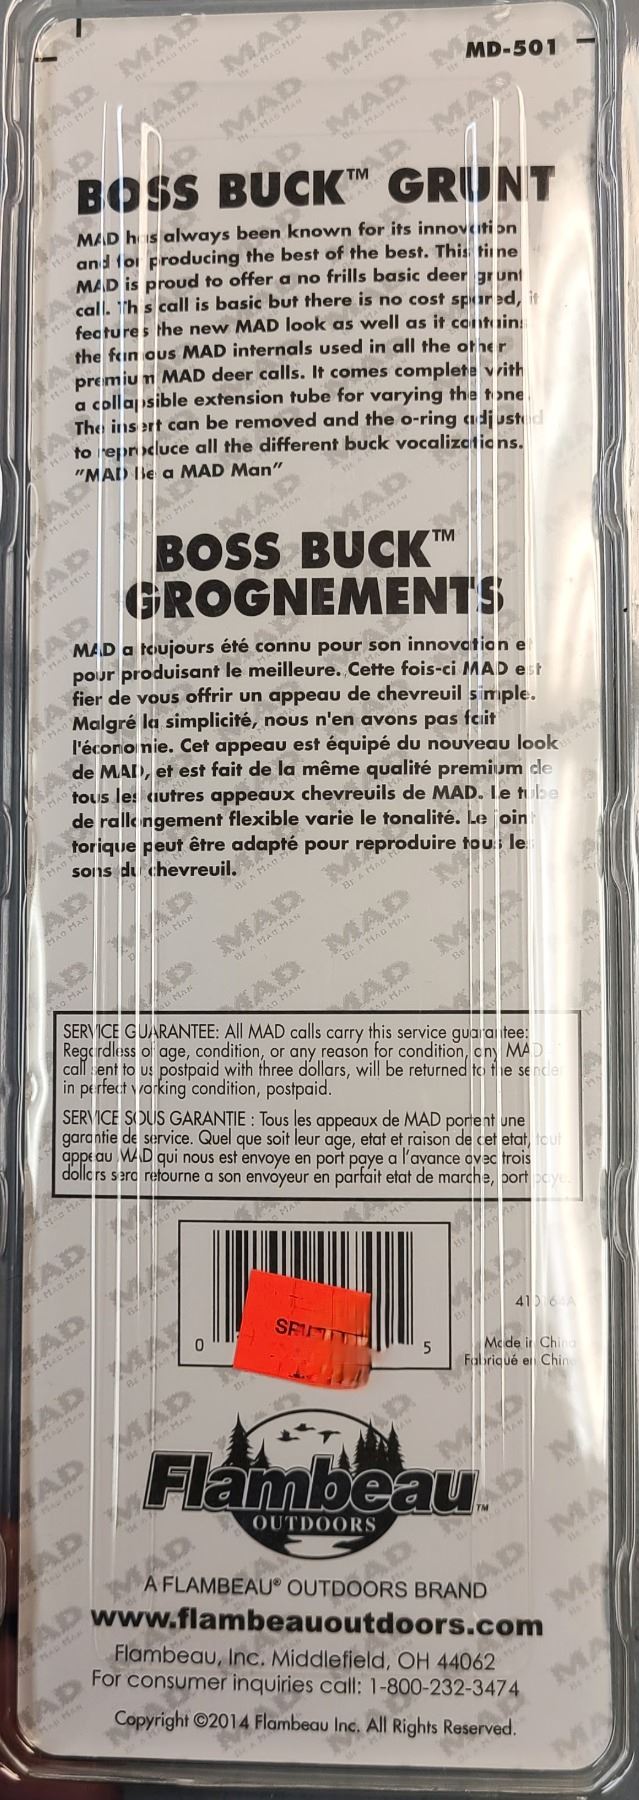 MD-501
BOSS BUCK™ GRUNT
MAD has always been known for its innovation
and for producing the best of the best. This time
MAD is proud to offer a no frills basic deer grunt
call. This call is basic but there is no cost spared, it
features the new MAD look as well as it contains
the famous MAD internals used in all the other
premium MAD deer calls. It comes complete with
a collapsible extension tube for varying the tone.
The insert can be removed and the o-ring adjusted
to reproduce all the different buck vocalizations.
"MAD Be a MAD Man"
BOSS BUCK™
GROGNEMENTS
MAD a toujours été connu pour son innovation et
pour produisant le meilleure. Cette fois-ci MAD est
fier de vous offrir un appeau de chevreuil simple.
Malgré la simplicité, nous n'en avons pas fait
l'économie. Cet appeau est équipé du nouveau look
de MAD, et est fait de la même qualité premium de
tous les autres appeaux chevreuils de MAD. Le tube
de rallongement flexible varie le tonalité. Le joint
torique peut être adapté pour reproduire tous les
sons du chevreuil.
SERVICE GUARANTEE: All MAD calls carry this service guarantee:
Regardless of age, condition, or any reason for condition, any MAD
call sent to us postpaid with three dollars, will be returned to the sender
in perfect working condition, postpaid.
SERVICE SOUS GARANTIE : Tous les appeaux de MAD portent une
garantie de service. Quel que soit leur age, etat et raison de cet etat, tout
appeau MAD qui nous est envoye en port paye a l'avance avec trois
dollars sera retourne a son envoyeur en parfait etat de marche, port paye.
0 5
Made in China
Fabriqué en Chine
Flambeau™
OUTDOORS
A FLAMBEAU® OUTDOORS BRAND
www.flambeauoutdoors.com
Flambeau, Inc. Middlefield, OH 44062
For consumer inquiries call: 1-800-232-3474
Copyright ©2014 Flambeau Inc. All Rights Reserved.